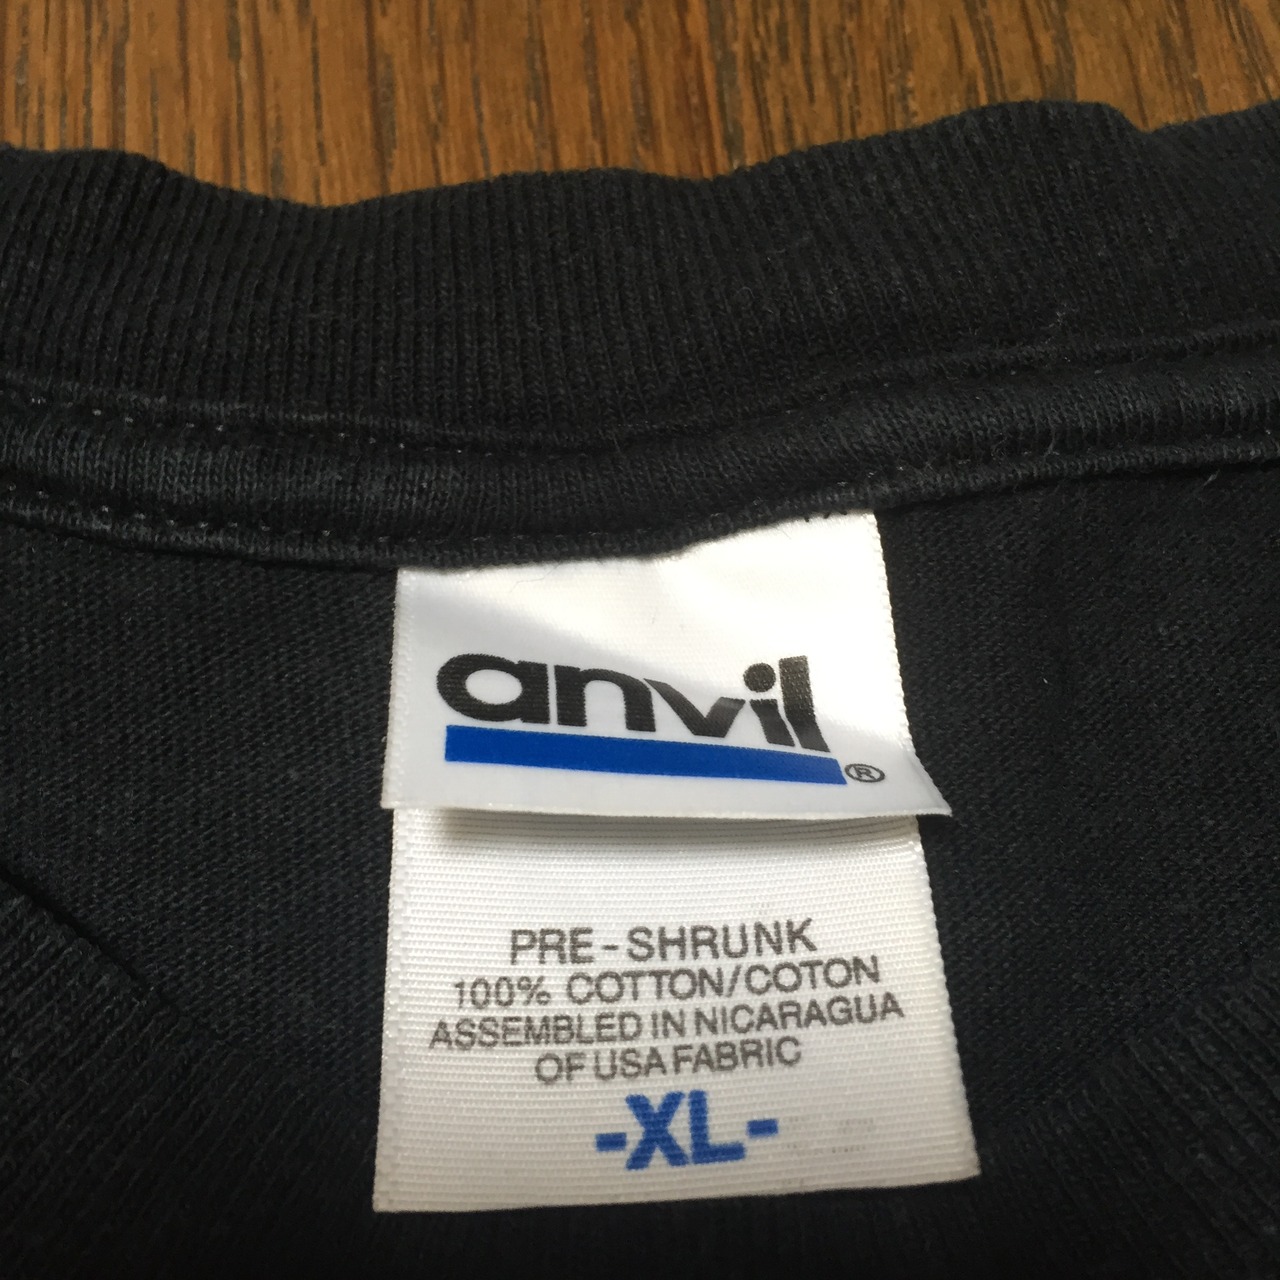 anvil®
PRE-SHRUNK
100% COTTON/COTON
ASSEMBLED IN NICARAGUA
OF USA FABRIC
-XL-